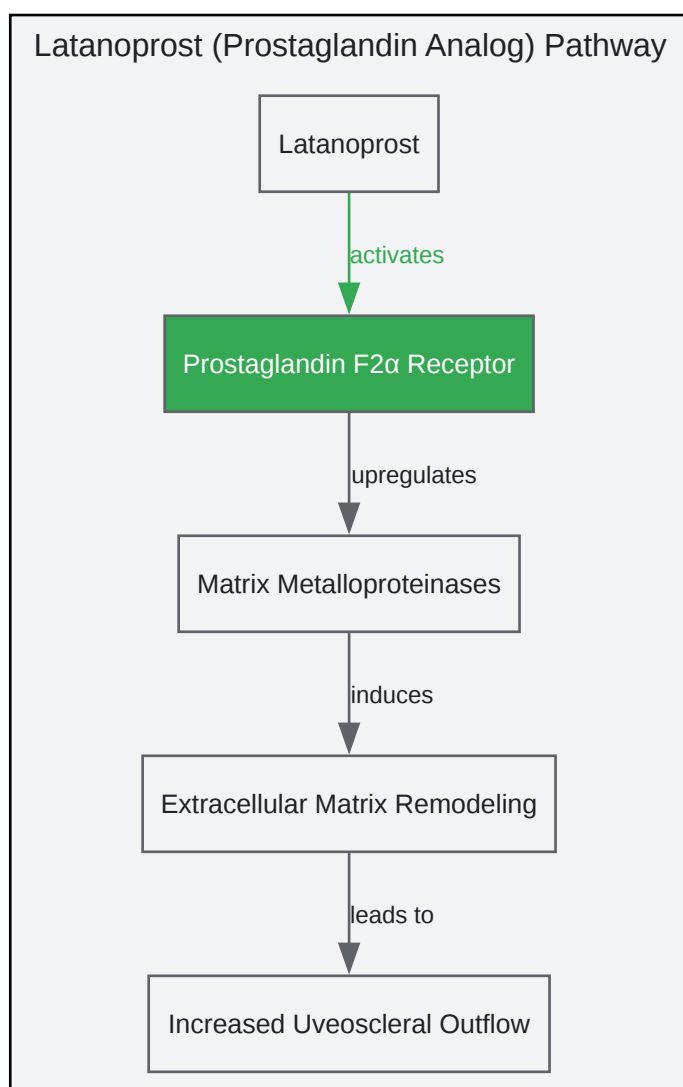 Latanoprost (Prostaglandin Analog) Pathway
Latanoprost
activates
Prostaglandin F2α Receptor
upregulates
Matrix Metalloproteinases
induces
Extracellular Matrix Remodeling
leads to
Increased Uveoscleral Outflow